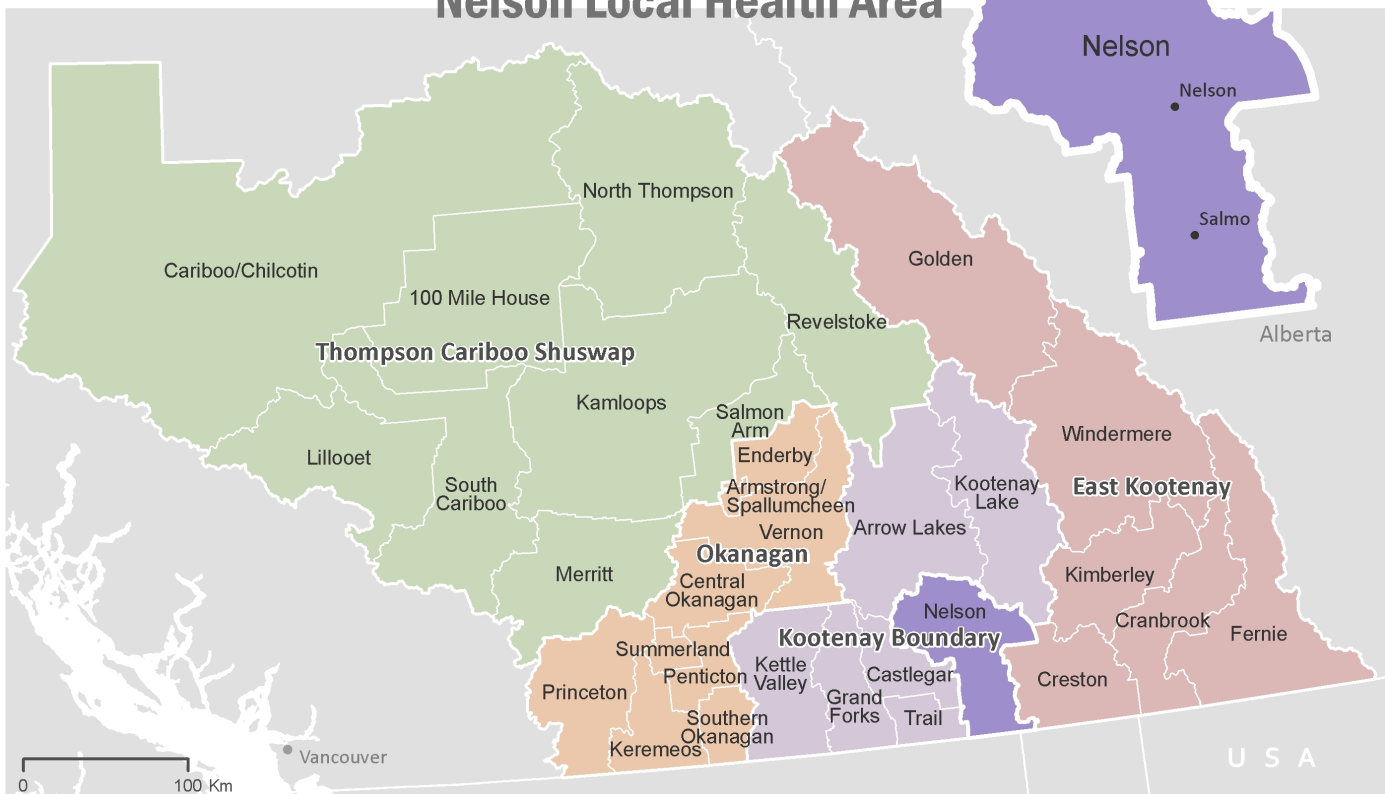 Nelson Local Health Area
Nelson
Nelson
Salmo
Alberta
North Thompson
Golden
Cariboo/Chilcotin
100 Mile House
Revelstoke
Thompson Cariboo Shuswap
Kamloops
Salmon
Arm
Windermere
Enderby
Lillooet
South
Cariboo
Armstrong/
Spallumcheen
Kootenay
Lake
East Kootenay
Arrow Lakes
Vernon
Okanagan
Merritt
Central
Okanagan
Kimberley
Nelson
Cranbrook
Kootenay Boundary
Fernie
Summerland
Kettle
Valley
Penticton
Castlegar
Creston
Princeton
Grand
Forks
Trail
Southern
Okanagan
Keremeos
Vancouver
USA
0
100 Km